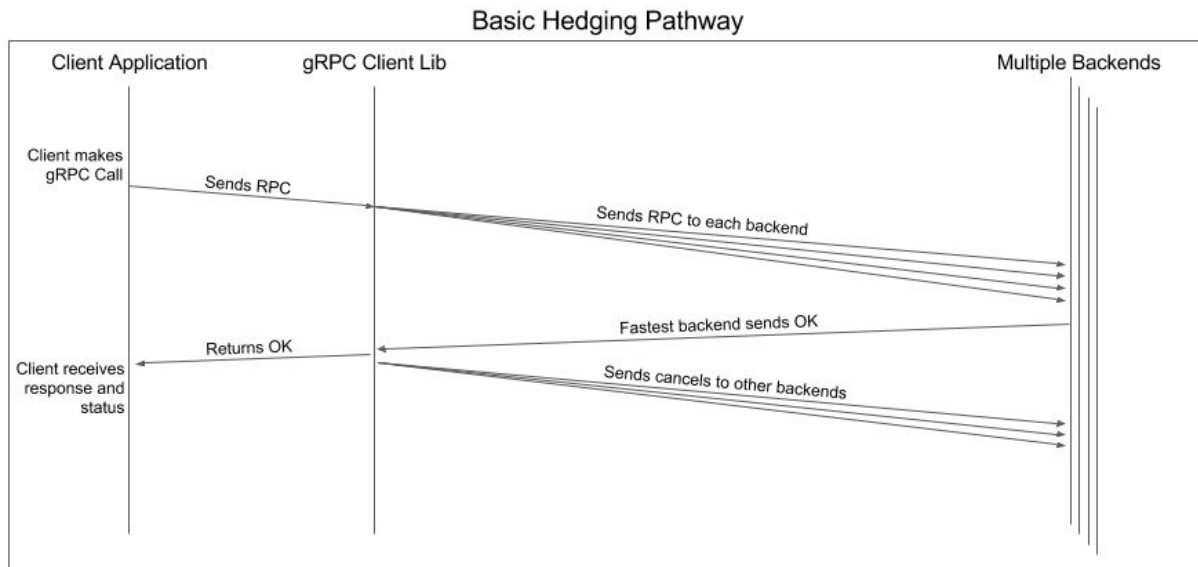 Basic Hedging Pathway
Client Application
gRPC Client Lib
Multiple Backends
Client makes
gRPC Call
Sends RPC
Sends RPC to each backend
Fastest backend sends OK
Returns OK
Client receives
response and
status
Sends cancels to other backends